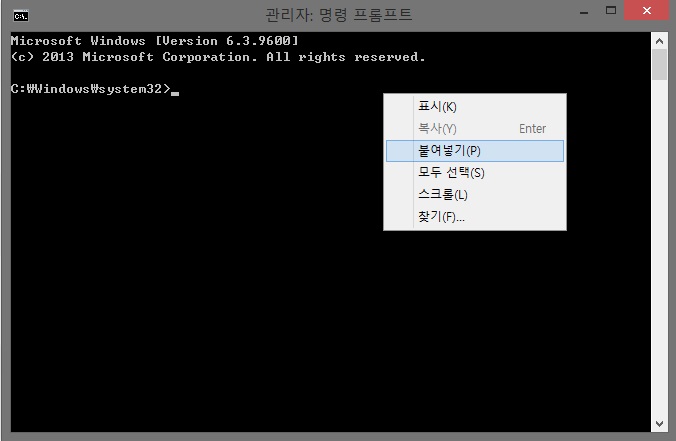 관리자: 명령 프롬프트
Microsoft Windows [Version 6.3.9600]
(c) 2013 Microsoft Corporation. All rights reserved.
C:₩Windows₩system32>
표시(K)
복사(Y) Enter
붙여넣기(P)
모두 선택(S)
스크롤(L)
찾기(F)...